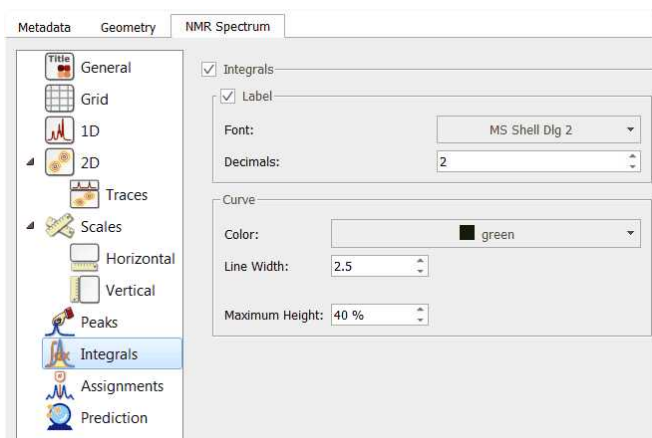 Metadata Geometry NMR Spectrum
Title
General
Grid
1D
2D
Traces
Scales
Horizontal
Vertical
Peaks
Integrals
Assignments
Prediction
Integrals
Label
Font: MS Shell Dlg 2
Decimals: 2
Curve
Color: green
Line Width: 2.5
Maximum Height: 40 %